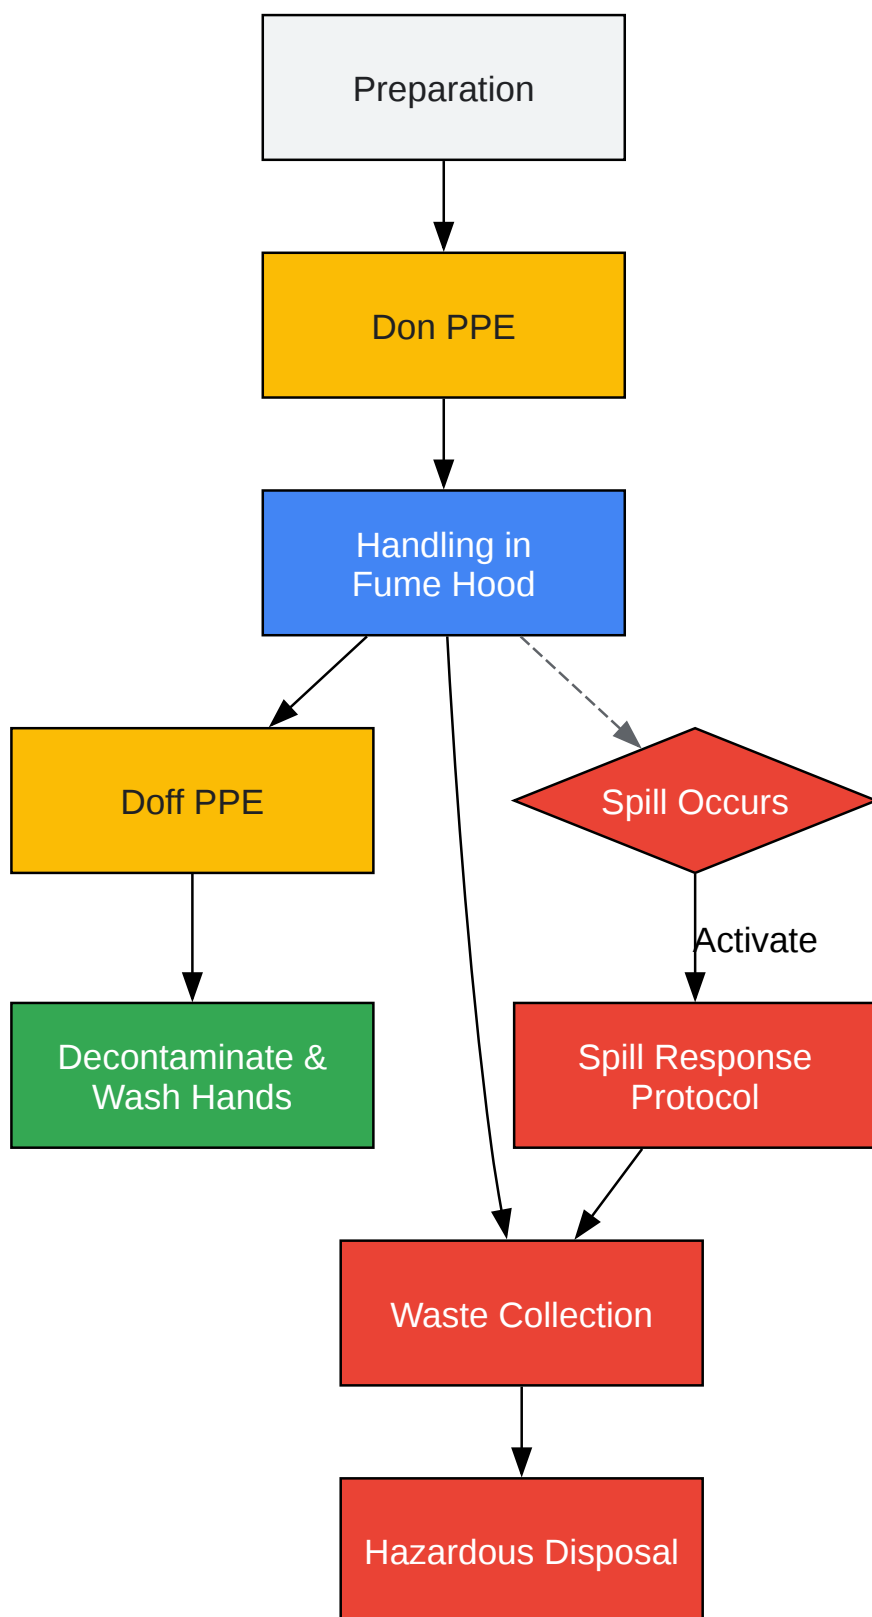 Preparation
Don PPE
Handling in
Fume Hood
Doff PPE
Spill Occurs
Activate
Decontaminate &
Wash Hands
Spill Response
Protocol
Waste Collection
Hazardous Disposal